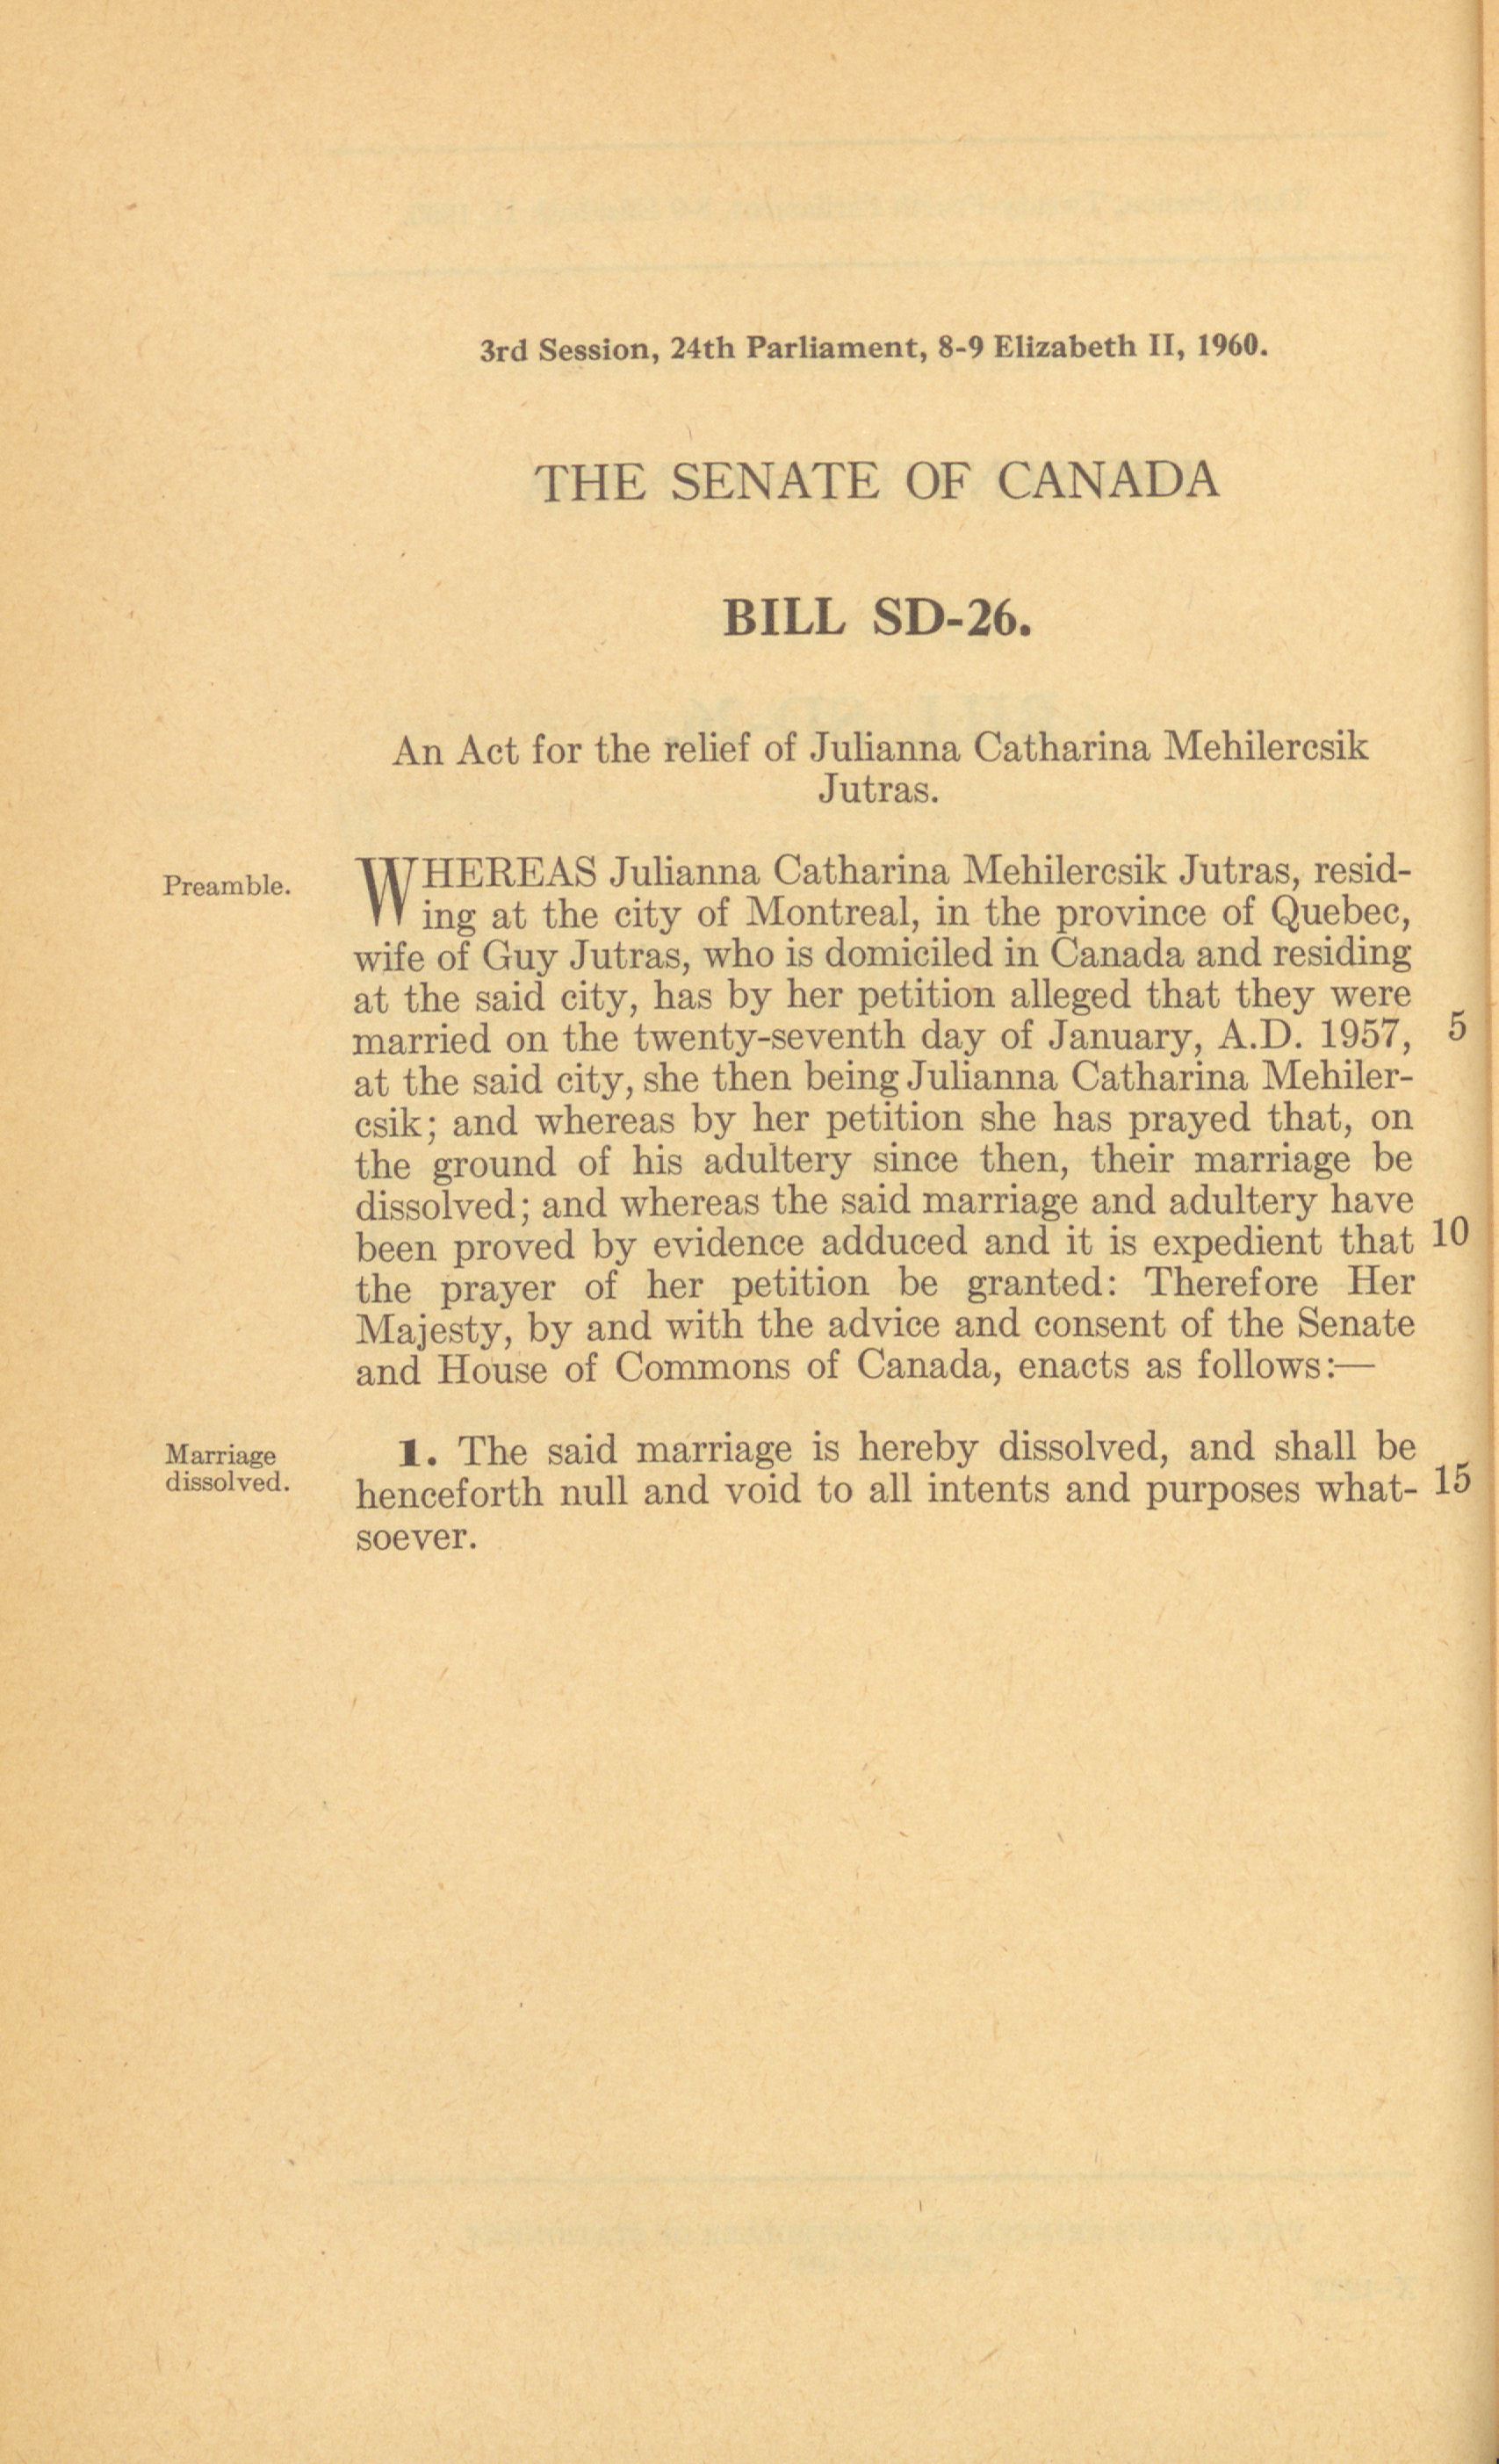 3rd Session, 24th Parliament, 8-9 Elizabeth II, 1960.
THE SENATE OF CANADA
BILL SD-26.
An Act for the relief of Julianna Catharina Mehilercsik
Jutras.
Preamble.
WHEREAS Julianna Catharina Mehilercsik Jutras, resid-
ing at the city of Montreal, in the province of Quebec,
wife of Guy Jutras, who is domiciled in Canada and residing
at the said city, has by her petition alleged that they were
married on the twenty-seventh day of January, A.D. 1957, 5
at the said city, she then being Julianna Catharina Mehiler-
csik; and whereas by her petition she has prayed that, on
the ground of his adultery since then, their marriage be
dissolved; and whereas the said marriage and adultery have
been proved by evidence adduced and it is expedient that 10
the prayer of her petition be granted: Therefore Her
Majesty, by and with the advice and consent of the Senate
and House of Commons of Canada, enacts as follows:—
Marriage
dissolved.
1. The said marriage is hereby dissolved, and shall be
henceforth null and void to all intents and purposes what- 15
soever.